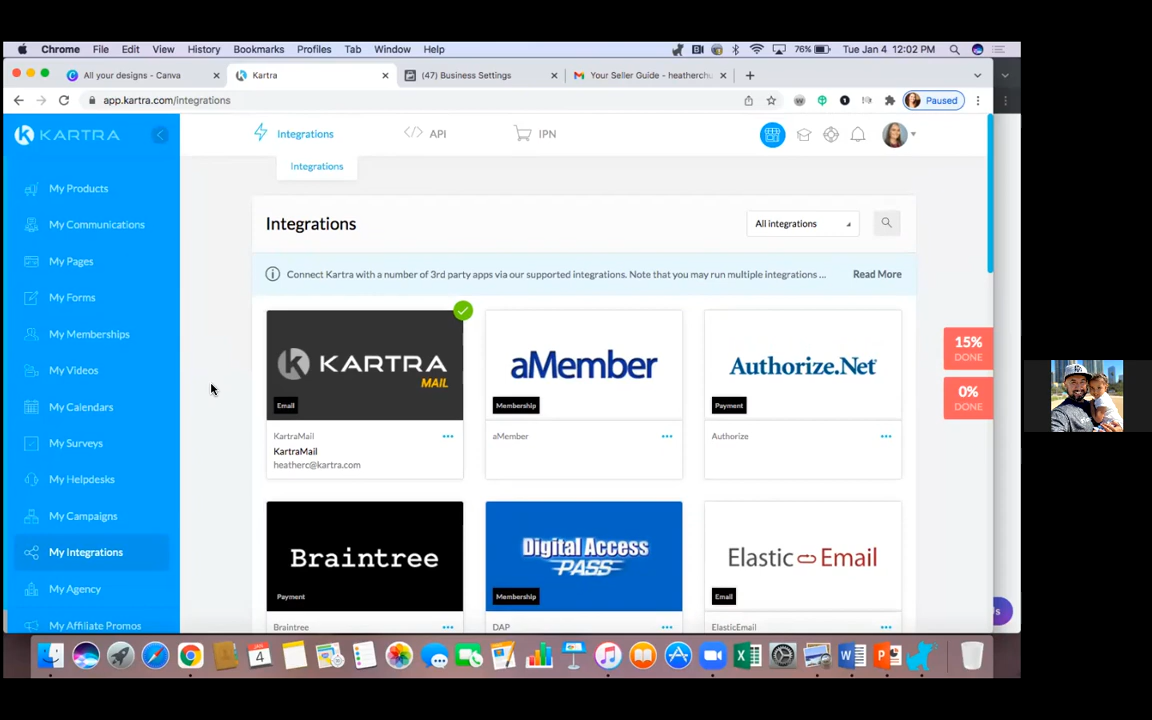 Chrome File Edit View History Bookmarks Profiles Tab Window Help 76% Tue Jan 4 12:02 PM
All your designs - Canva Kartra (47) Business Settings Your Seller Guide - heatherch
app.kartra.com/integrations Paused
KARTRA
Integrations API IPN
Integrations
My Products
My Communications
My Pages
My Forms
My Memberships
My Videos
My Calendars
My Surveys
My Helpdesks
My Campaigns
My Integrations
My Agency
My Affiliate Promos
Integrations All integrations
Connect Kartra with a number of 3rd party apps via our supported integrations. Note that you may run multiple integrations ... Read More
KARTRA MAIL
Email
KartraMail
KartraMail
heatherc@kartra.com
aMember
Membership
aMember
Authorize.Net
Payment
Authorize
15%
DONE
0%
DONE
Braintree
Payment
Braintree
Digital Access
PASS
Membership
DAP
Elastic Email
Email
ElasticEmail
4